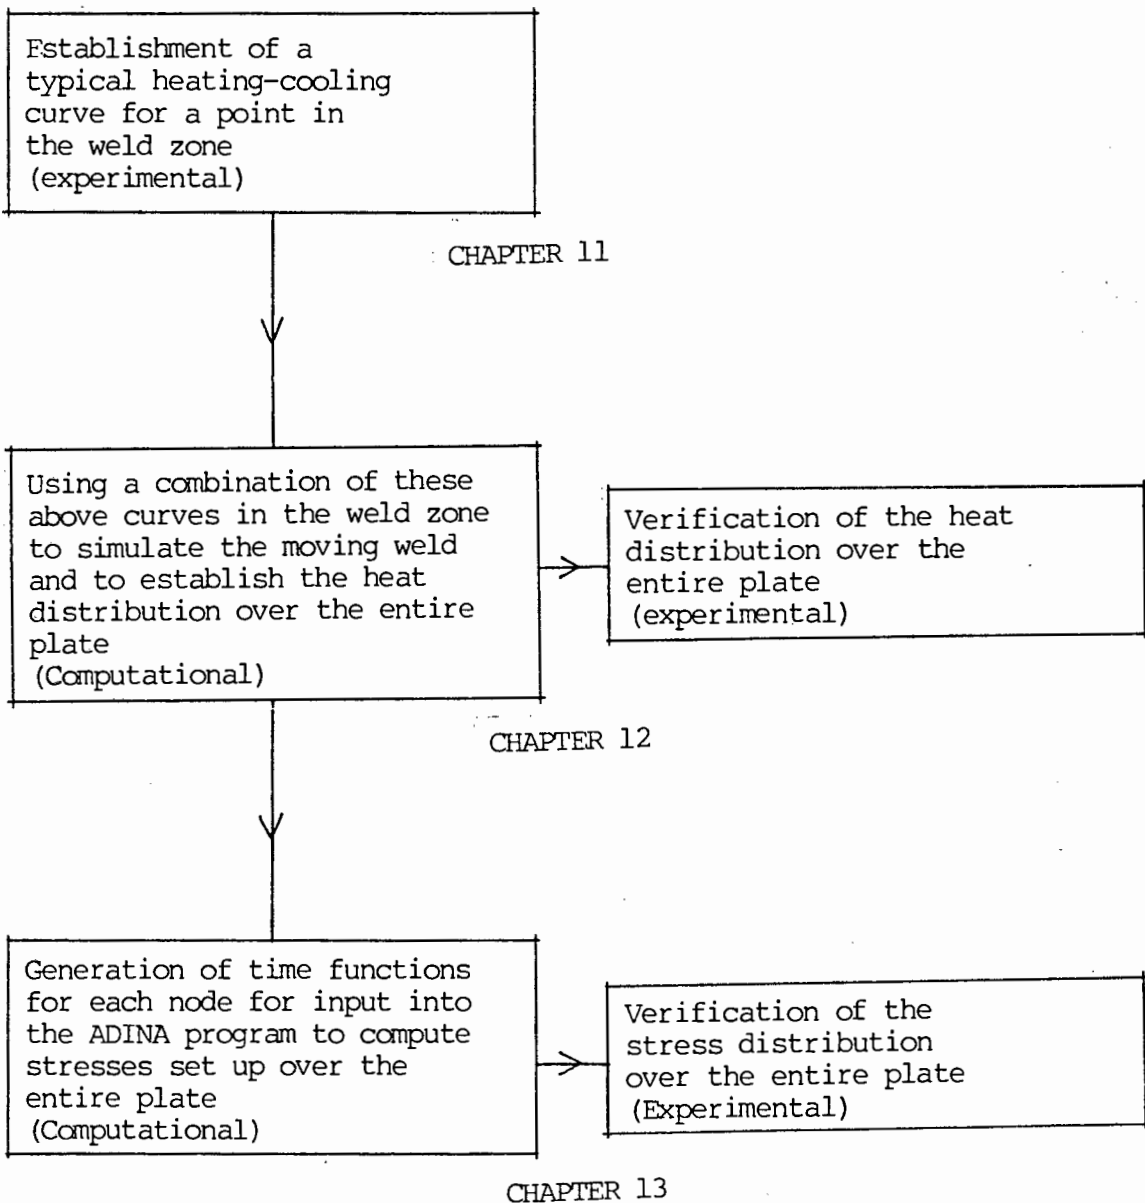 Establishment of a
typical heating-cooling
curve for a point in
the weld zone
(experimental)
CHAPTER 11
Using a combination of these
above curves in the weld zone
to simulate the moving weld
and to establish the heat
distribution over the entire
plate
(Computational)
Verification of the heat
distribution over the
entire plate
(experimental)
CHAPTER 12
Generation of time functions
for each node for input into
the ADINA program to compute
stresses set up over the
entire plate
(Computational)
Verification of the
stress distribution
over the entire plate
(Experimental)
CHAPTER 13